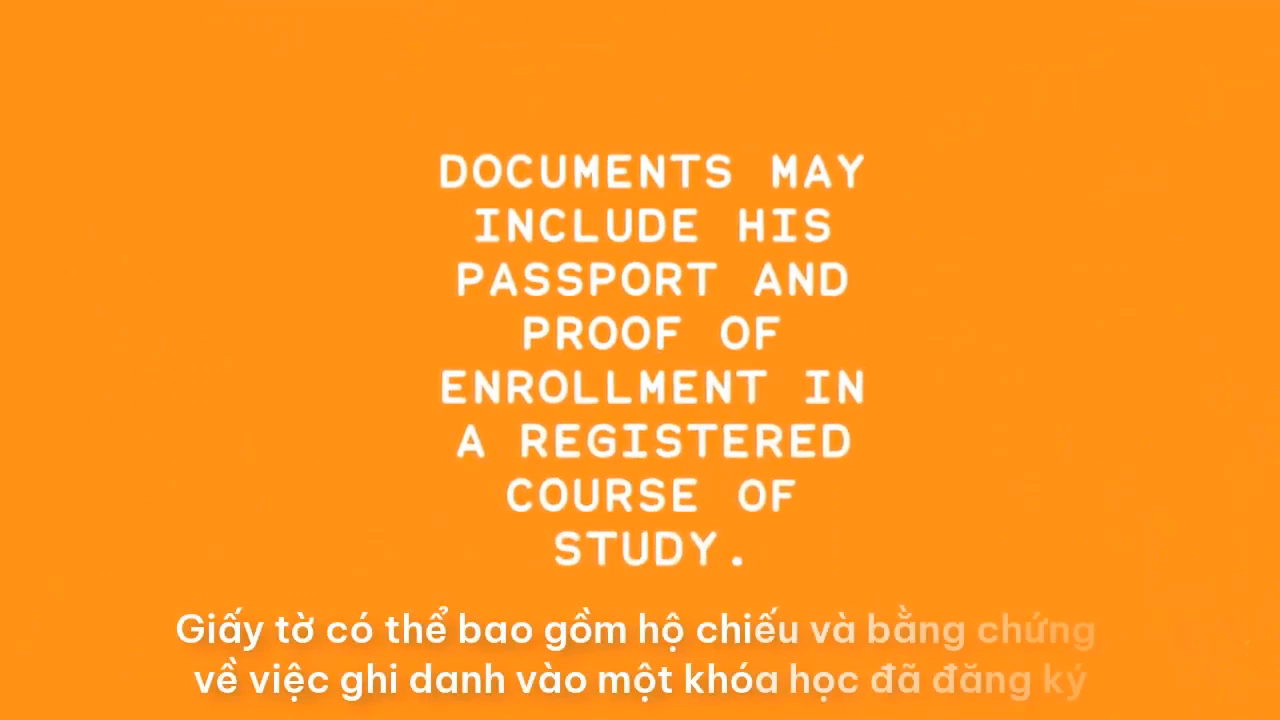 DOCUMENTS MAY
INCLUDE HIS
PASSPORT AND
PROOF OF
ENROLLMENT IN
A REGISTERED
COURSE OF
STUDY.
Giấy tờ có thể bao gồm hộ chiếu và bằng chứng
về việc ghi danh vào một khóa học đã đăng ký